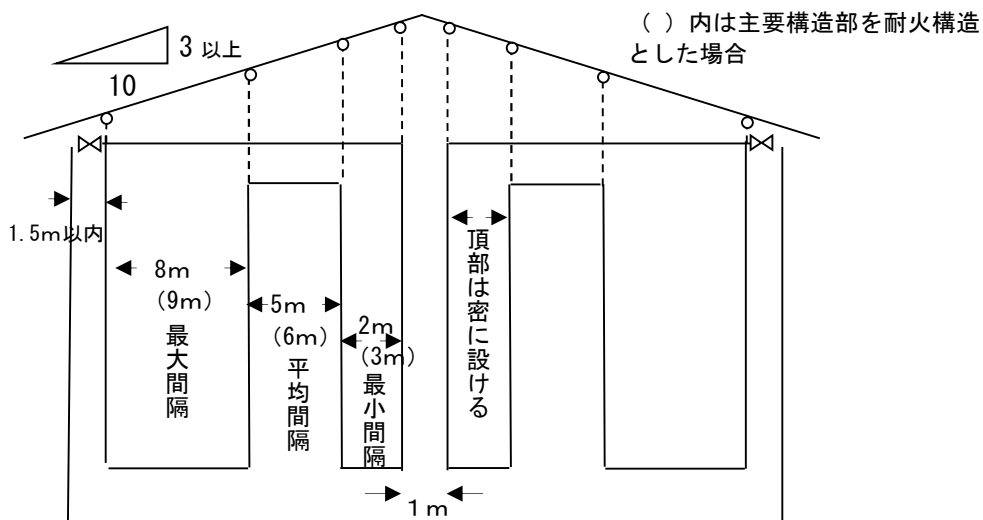 （ ）内は主要構造部を耐火構造
とした場合
3 以上
10
1.5m以内
8m
（9m）
最大間隔
5m
（6m）
平均間隔
2m
（3m）
最小間隔
頂部は密に設ける
1m